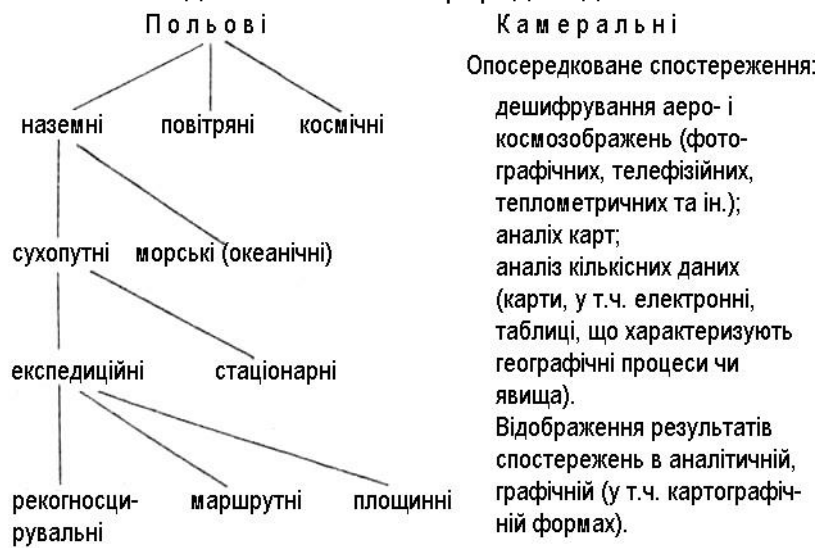 Польові
наземні повітряні космічні
сухопутні морські (океанічні)
експедиційні стаціонарні
рекогносци- маршрутні площинні
рувальні
Камеральні
Опосередковане спостереження:
дешифрування аеро- і
космозображень (фото-
графічних, телефізійних,
теплометричних та ін.);
аналіх карт;
аналіз кількісних даних
(карти, у т.ч. електронні,
таблиці, що характеризують
географічні процеси чи
явища).
Відображення результатів
спостережень в аналітичній,
графічній (у т.ч. картографіч-
ній формах).